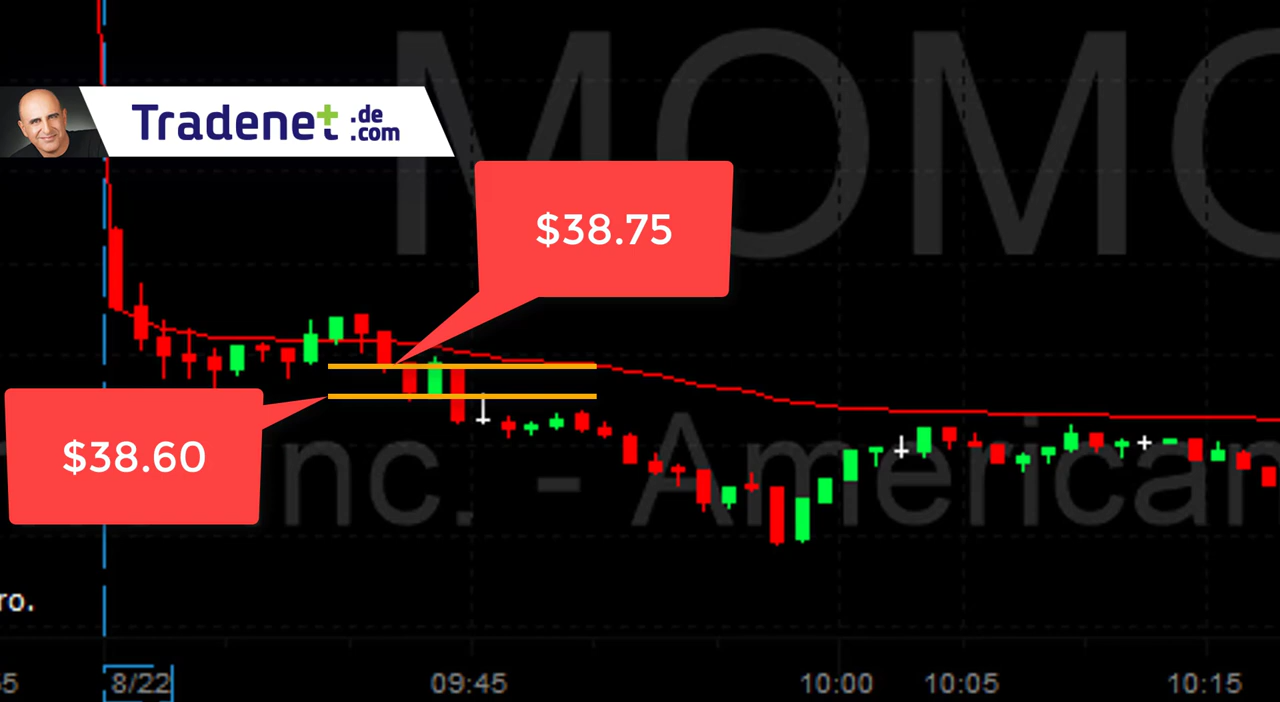 MOMO
Tradenet .de
.com
$38.75
$38.60
Inc. - American
ro.
5
8/22
09:45
10:00
10:05
10:15